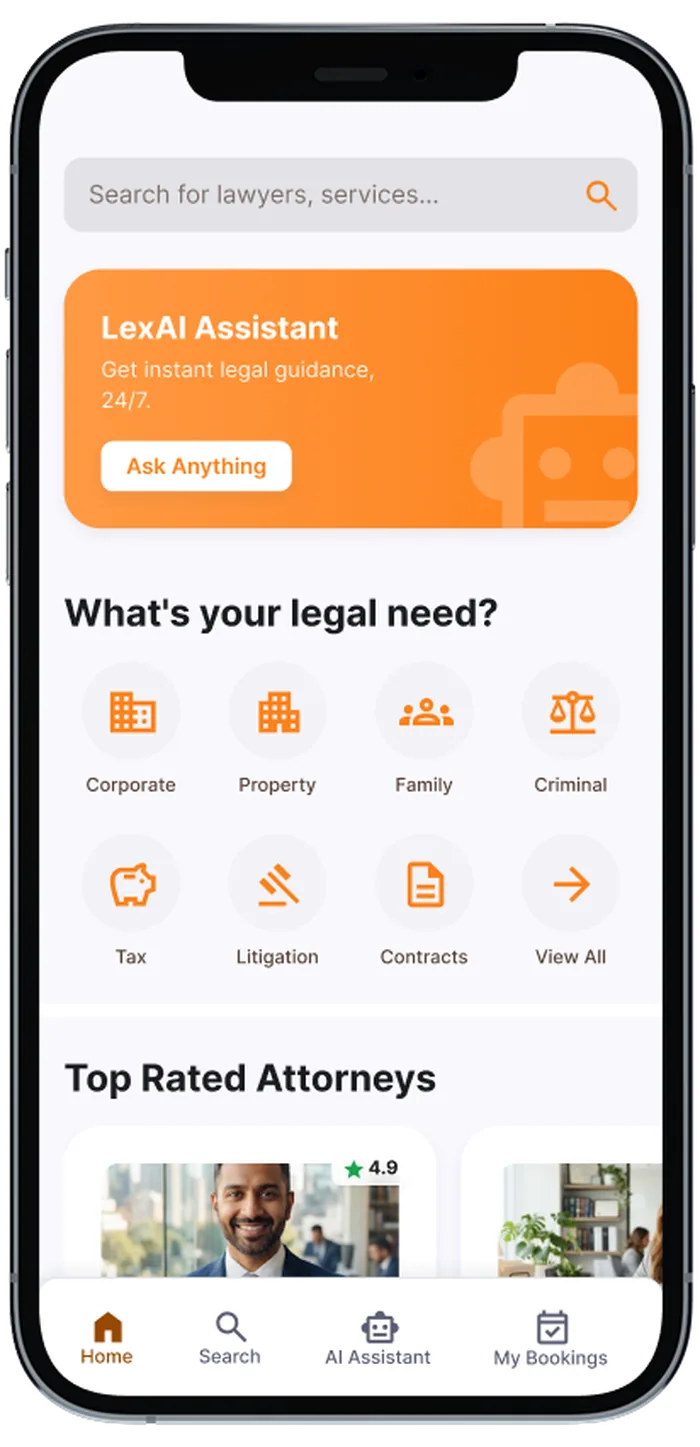 Search for lawyers, services...
LexAI Assistant
Get instant legal guidance,
24/7.
Ask Anything
What's your legal need?
Corporate
Property
Family
Criminal
Tax
Litigation
Contracts
View All
Top Rated Attorneys
4.9
Home
Search
AI Assistant
My Bookings